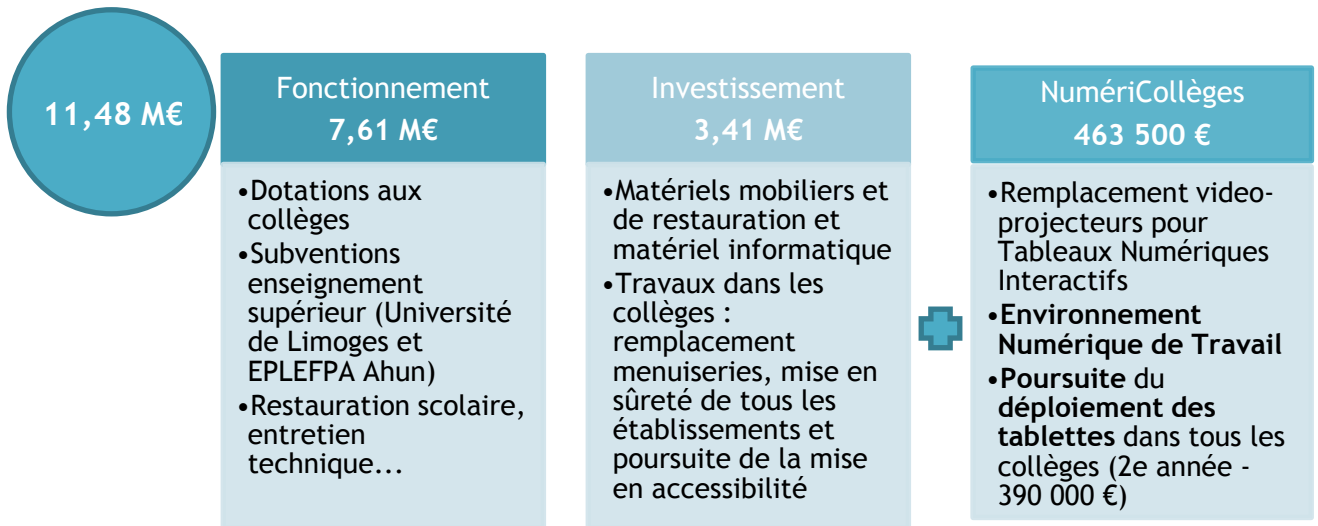 11,48 M€
Fonctionnement
7,61 M€
•Dotations aux
collèges
•Subventions
enseignement
supérieur (Université
de Limoges et
EPLEFPA Ahun)
•Restauration scolaire,
entretien
technique...
Investissement
3,41 M€
•Matériels mobiliers et
de restauration et
matériel informatique
•Travaux dans les
collèges :
remplacement
menuiseries, mise en
sûreté de tous les
établissements et
poursuite de la mise
en accessibilité
NumériCollèges
463 500 €
•Remplacement video-
projecteurs pour
Tableaux Numériques
Interactifs
•Environnement
Numérique de Travail
•Poursuite du
déploiement des
tablettes dans tous les
collèges (2e année -
390 000 €)